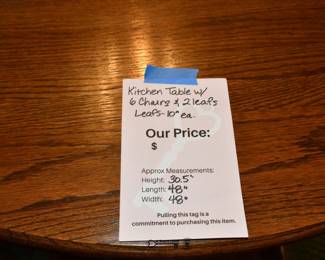 Kitchen Table w/
6 Chairs & 2 leafs
Leafs-10" ea.
Our Price:
$
Approx Measurements:
Height: 30.5"
Length: 48"
Width: 48"
Pulling this tag is a
commitment to purchasing this item.